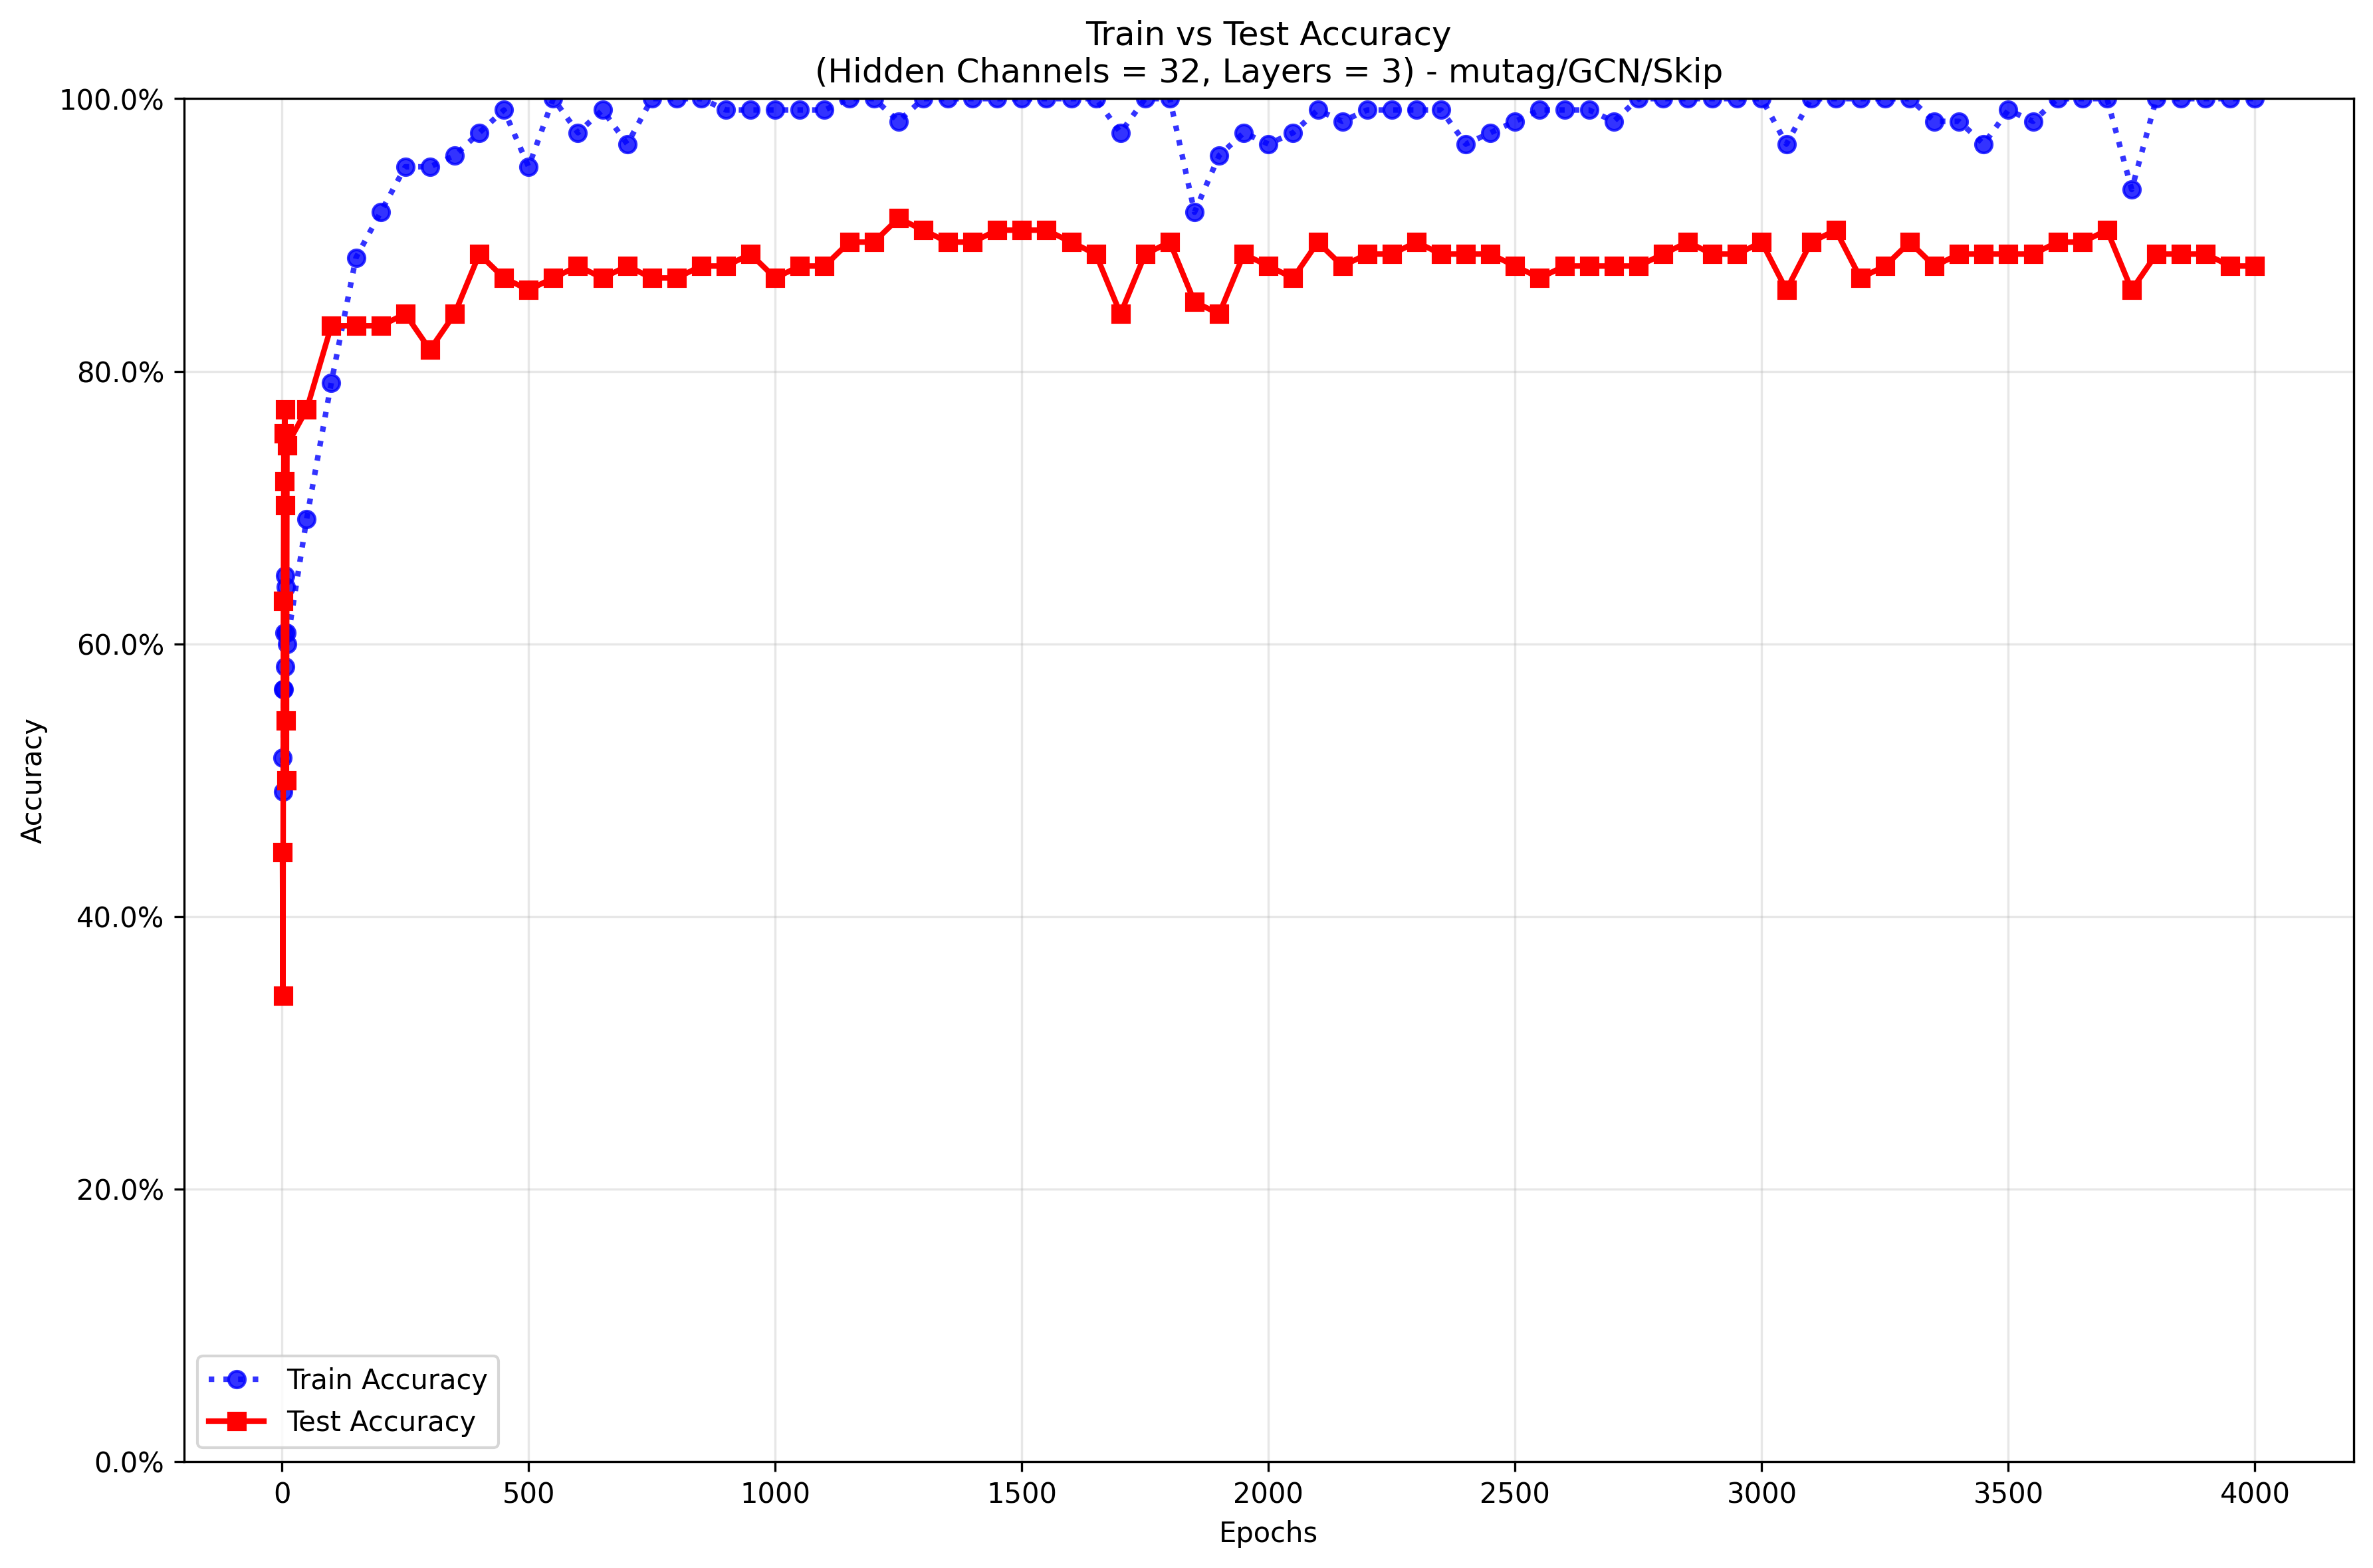 Train vs Test Accuracy
(Hidden Channels = 32, Layers = 3) - mutag/GCN/Skip
100.0%
80.0%
60.0%
40.0%
20.0%
0.0%
Accuracy
Train Accuracy
Test Accuracy
0 500 1000 1500 2000 2500 3000 3500 4000
Epochs